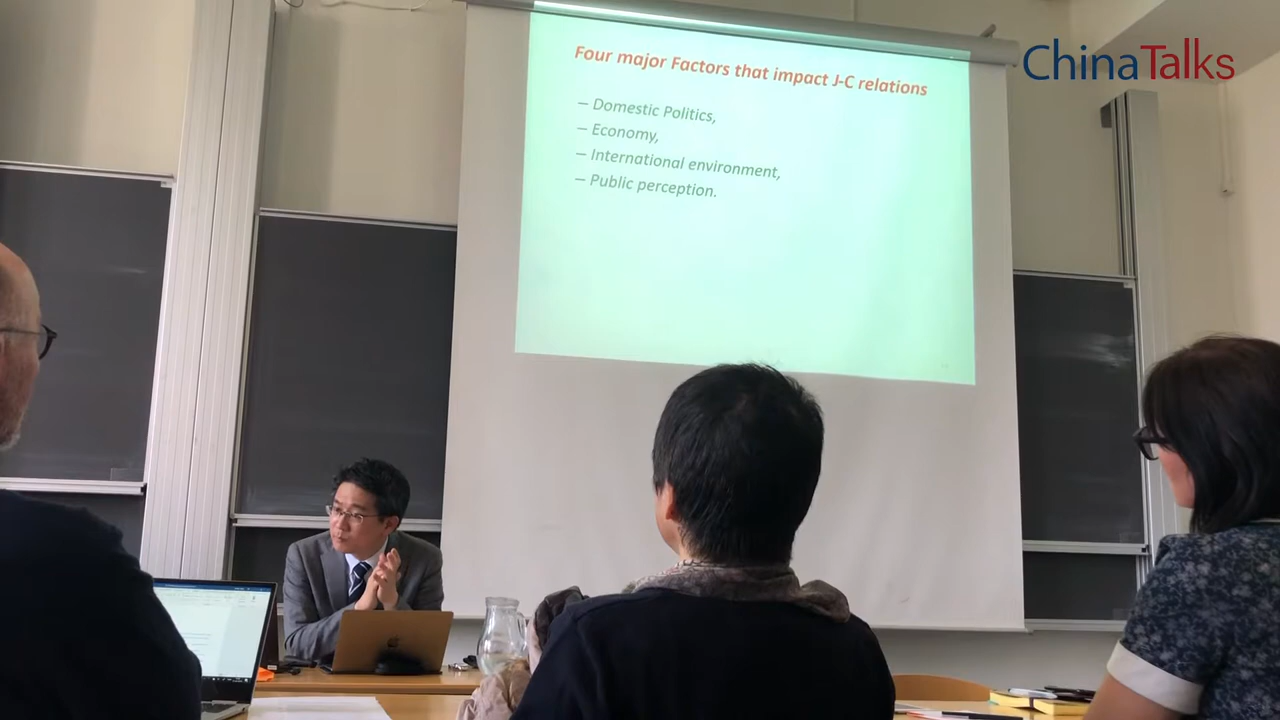 ChinaTalks
Four major Factors that impact J-C relations
– Domestic Politics,
– Economy,
– International environment,
– Public perception.